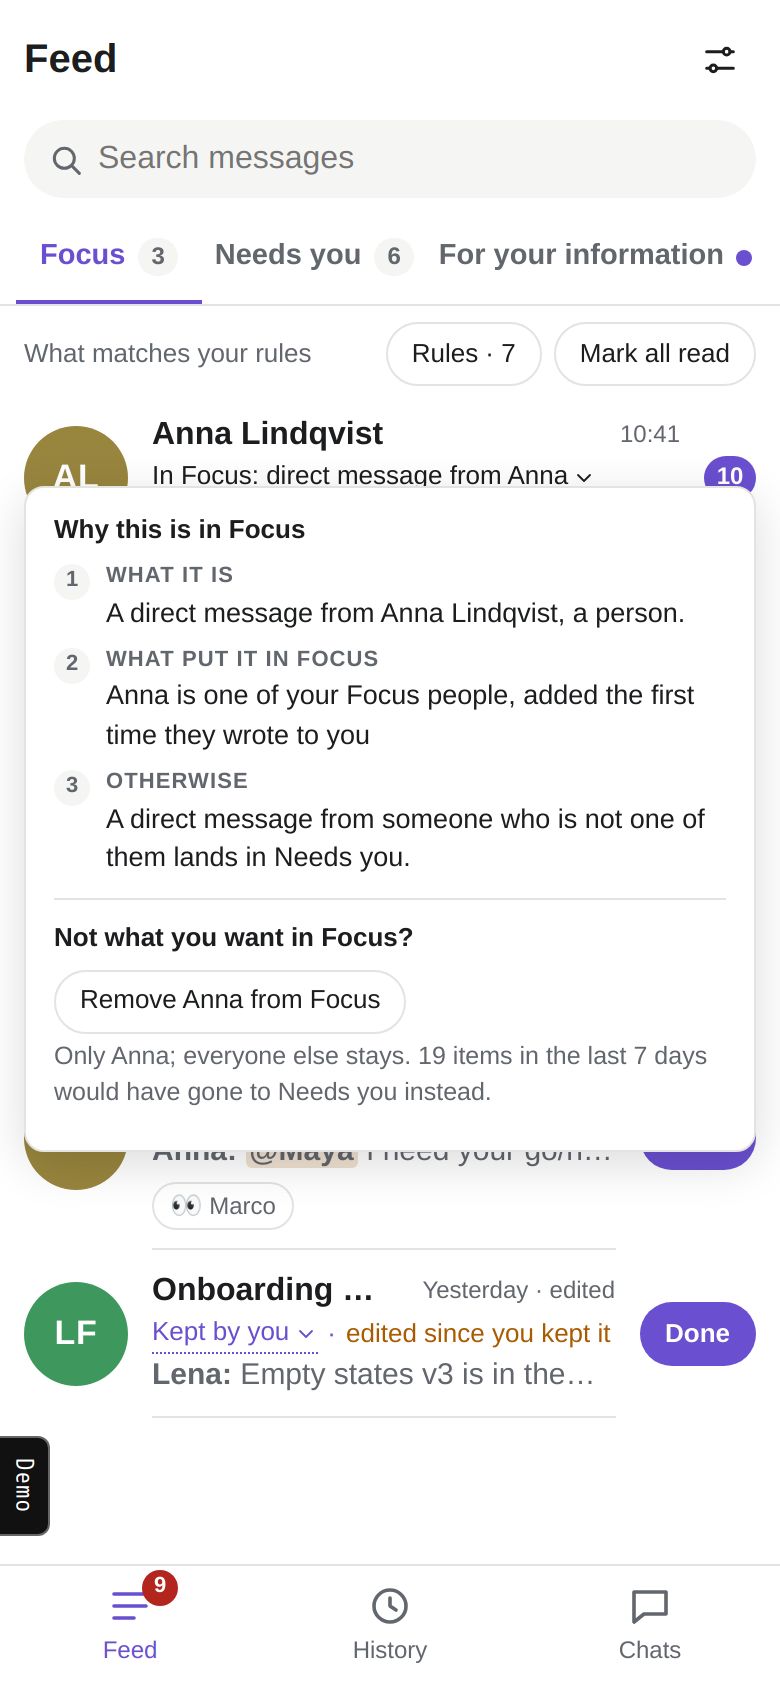 Feed
Search messages
Focus 3 Needs you 6 For your information
What matches your rules Rules · 7 Mark all read
Anna Lindqvist 10:41
AL In Focus: direct message from Anna 10
Why this is in Focus
1 WHAT IT IS
A direct message from Anna Lindqvist, a person.
2 WHAT PUT IT IN FOCUS
Anna is one of your Focus people, added the first
time they wrote to you
3 OTHERWISE
A direct message from someone who is not one of
them lands in Needs you.
Not what you want in Focus?
Remove Anna from Focus
Only Anna; everyone else stays. 19 items in the last 7 days
would have gone to Needs you instead.
Anna: @Maya I need your go/n…
👀 Marco
Onboarding … Yesterday · edited
LF Kept by you · edited since you kept it Done
Lena: Empty states v3 is in the…
Demo
9
Feed History Chats